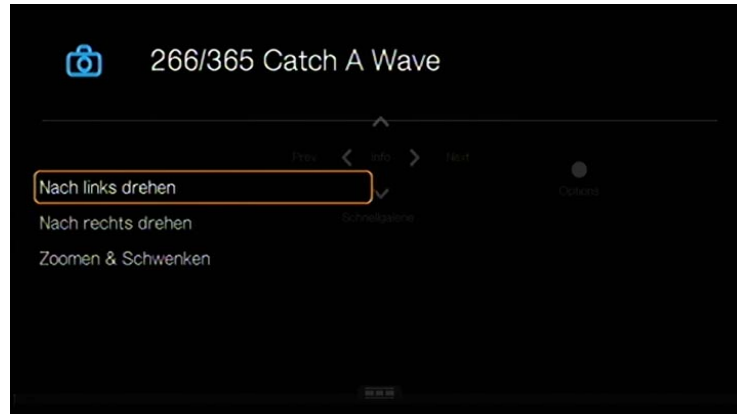 266/365 Catch A Wave
Prev Info Next
Nach links drehen
Options
Nach rechts drehen
Schnellgalerie
Zoomen & Schwenken